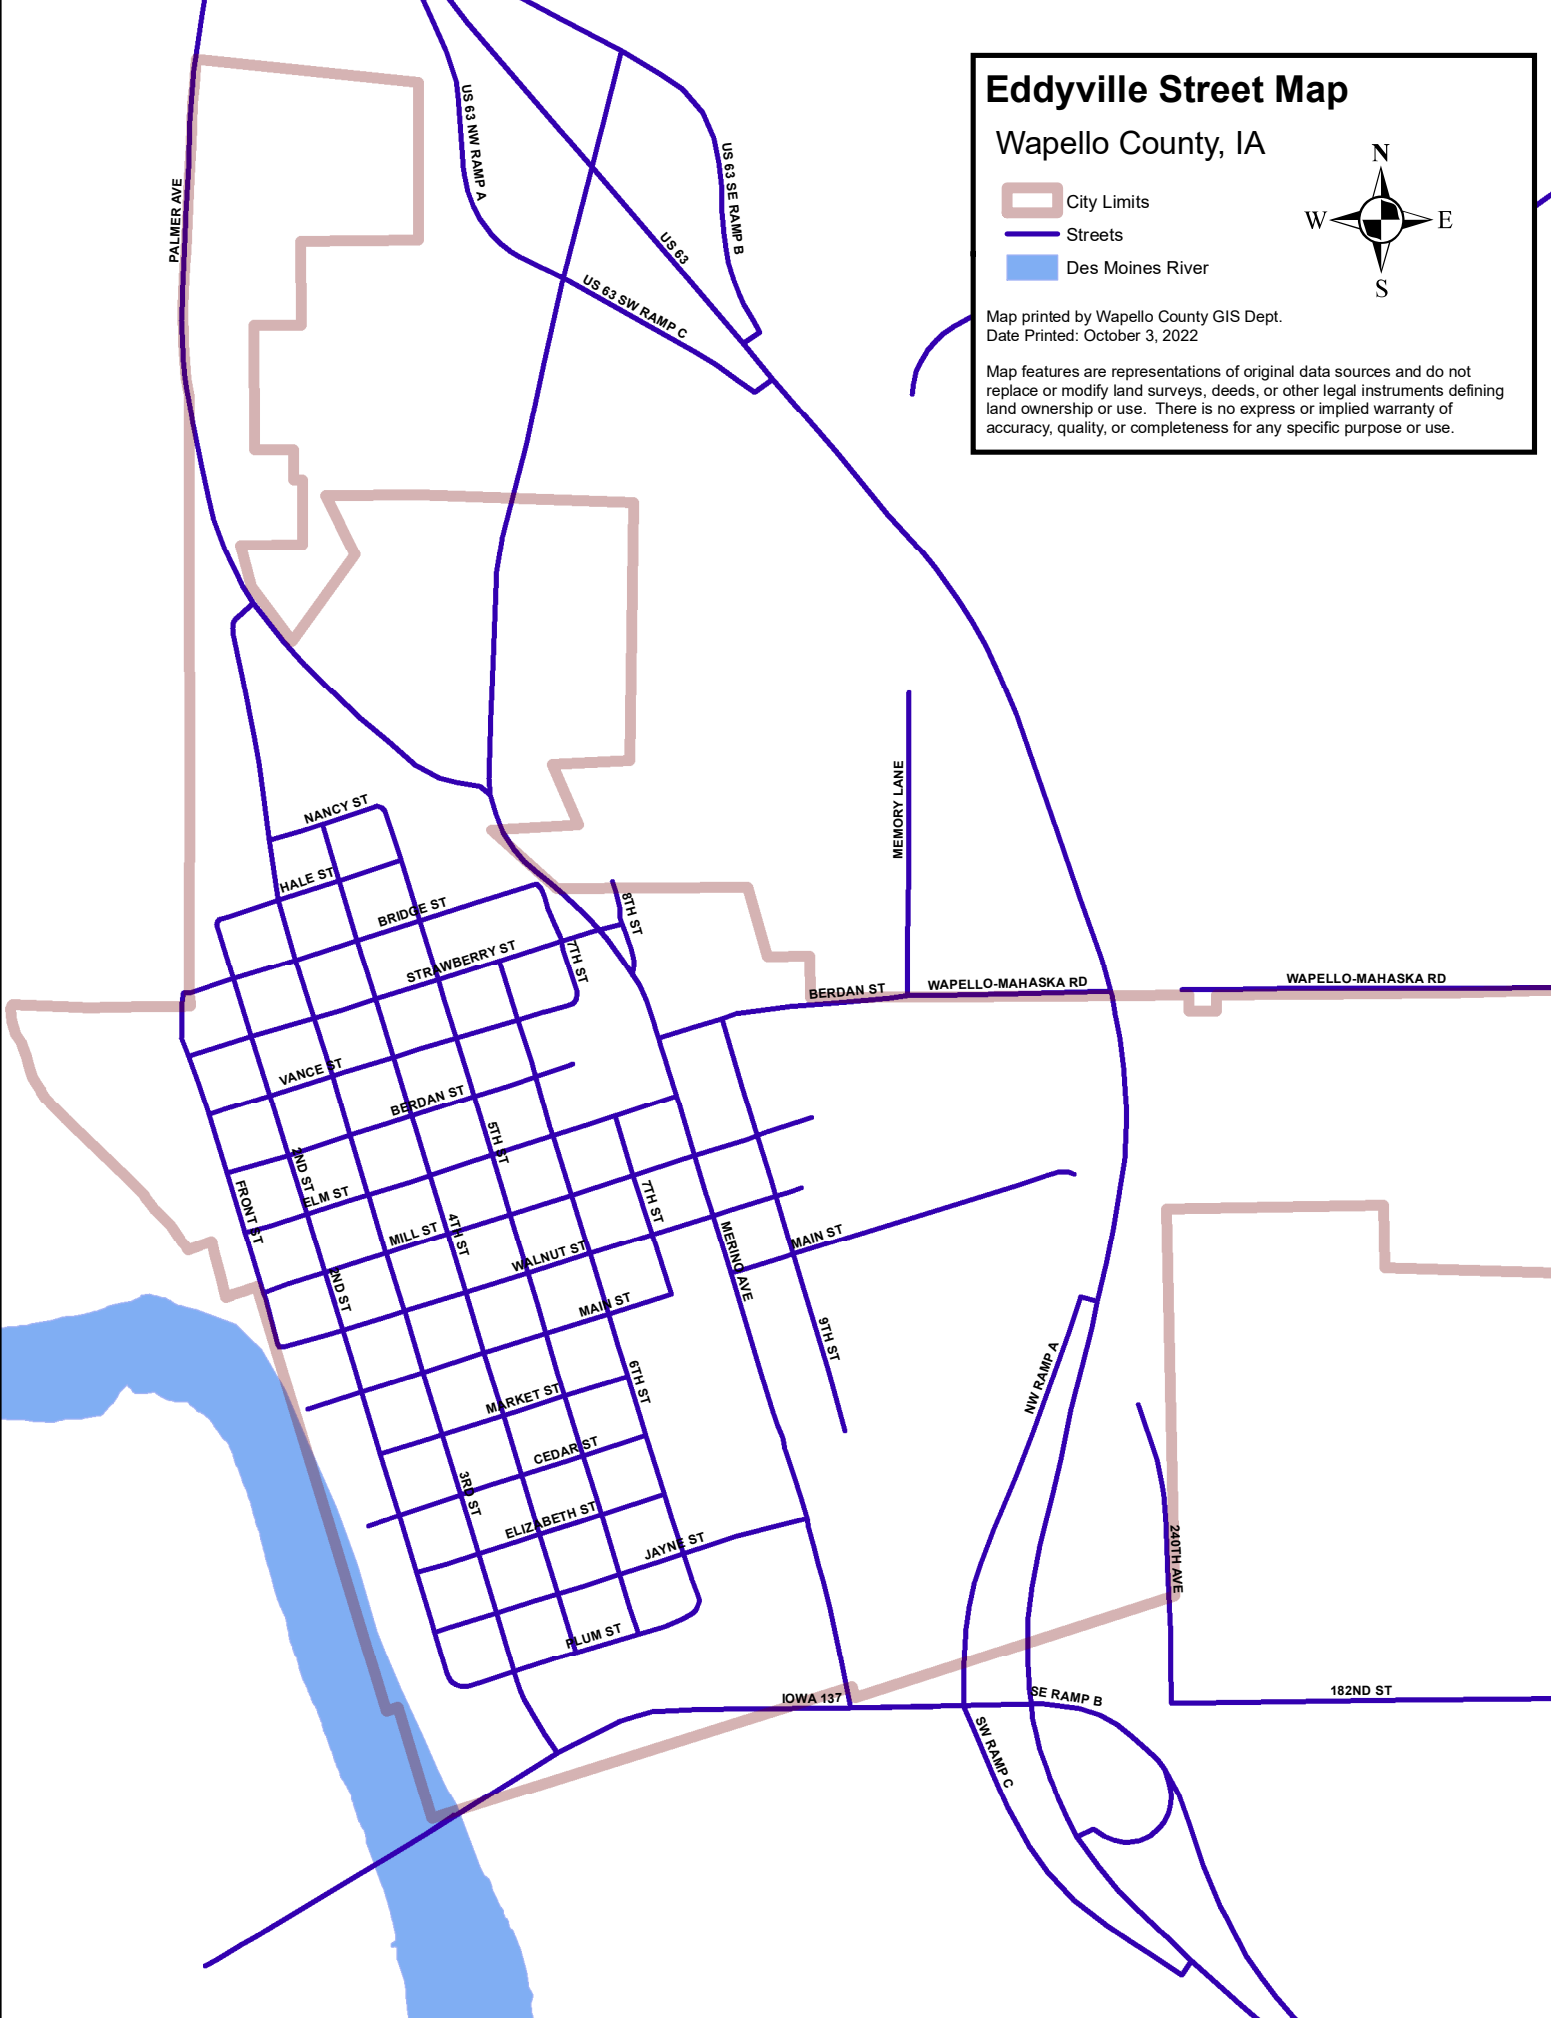 Eddyville Street Map
Wapello County, IA
N
W
E
S
City Limits
Streets
Des Moines River
Map printed by Wapello County GIS Dept.
Date Printed: October 3, 2022
Map features are representations of original data sources and do not
replace or modify land surveys, deeds, or other legal instruments defining
land ownership or use. There is no express or implied warranty of
accuracy, quality, or completeness for any specific purpose or use.
US 63 NW RAMP A
US 63 SE RAMP B
PALMER AVE
US 63
US 63 SW RAMP C
MEMORY LANE
NANCY ST
HALE ST
BRIDGE ST
8TH ST
STRAWBERRY ST
7TH ST
BERDAN ST
WAPELLO-MAHASKA RD
WAPELLO-MAHASKA RD
VANCE ST
BERDAN ST
5TH ST
2ND ST
ELM ST
FRONT ST
7TH ST
MILL ST
4TH ST
WALNUT ST
MERING AVE
MAIN ST
2ND ST
MAIN ST
9TH ST
NW RAMP A
6TH ST
MARKET ST
CEDAR ST
3RD ST
ELIZABETH ST
JAYNE ST
240TH AVE
PLUM ST
IOWA 137
SE RAMP B
182ND ST
SW RAMP C